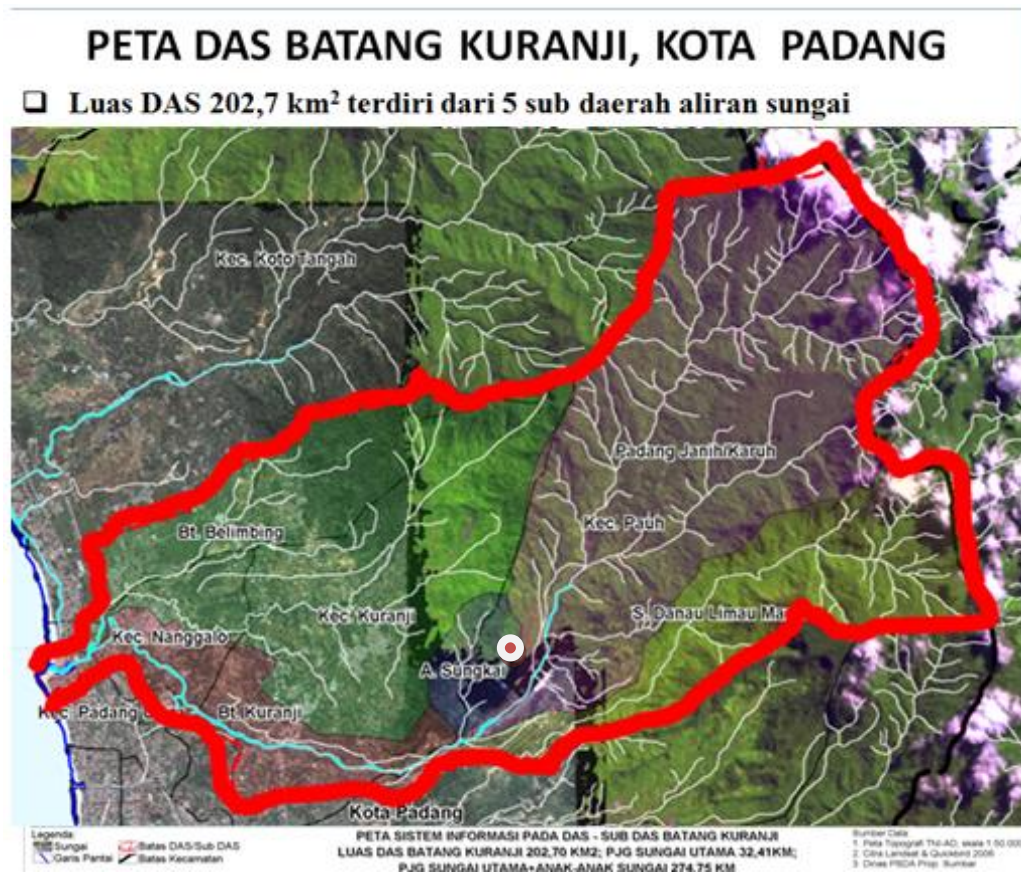 PETA DAS BATANG KURANJI, KOTA PADANG
❑ Luas DAS 202,7 km² terdiri dari 5 sub daerah aliran sungai
Kec. Koto Tangah
Padang Janih/Karuh
Kec. Pauh
Bt. Belimbing
Kec. Kuranji
S. Danau Limau Ma
Kec. Nanggalo
A. Sungkai
Kec. Padang
Bt. Kuranji
Kota Padang
Legenda
Sungai
Garis Pantai
Batas DAS/Sub DAS
Batas Kecamatan
PETA SISTEM INFORMASI PADA DAS - SUB DAS BATANG KURANJI
LUAS DAS BATANG KURANJI 202,70 KM2; PJG SUNGAI UTAMA 32,41KM;
PJG SUNGAI UTAMA+ANAK-ANAK SUNGAI 274,75 KM
Sumber Data
1. Peta Topografi TNI-AD, skala 1:50.000
2. Citra Landsat & Quickbird 2006
3. Dinas PSDA Prop. Sumbar